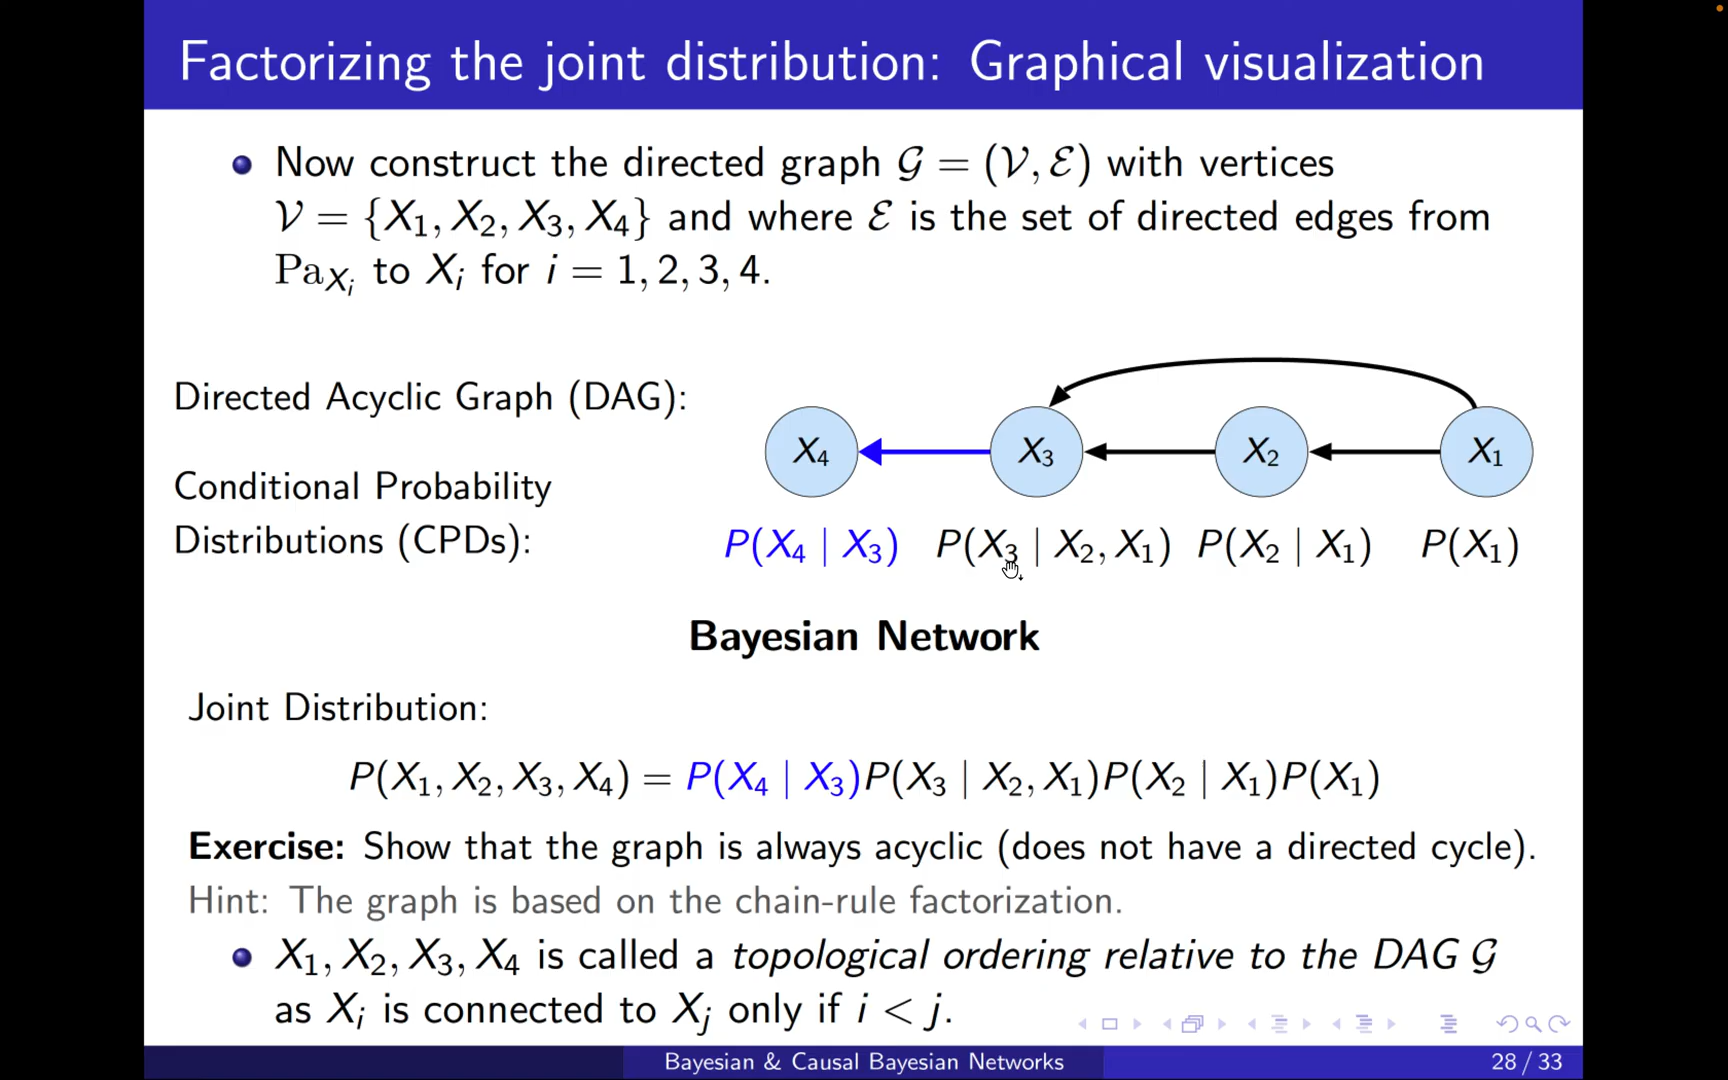 Factorizing the joint distribution: Graphical visualization
Now construct the directed graph 𝒢 = (𝒱, ℰ) with vertices
𝒱 = {X₁, X₂, X₃, X₄} and where ℰ is the set of directed edges from
Pa_{X_i} to X_i for i = 1, 2, 3, 4.
Directed Acyclic Graph (DAG):
X₄ X₃ X₂ X₁
Conditional Probability
Distributions (CPDs):
P(X₄ | X₃) P(X₃ | X₂, X₁) P(X₂ | X₁) P(X₁)
Bayesian Network
Joint Distribution:
P(X₁, X₂, X₃, X₄) = P(X₄ | X₃)P(X₃ | X₂, X₁)P(X₂ | X₁)P(X₁)
Exercise: Show that the graph is always acyclic (does not have a directed cycle).
Hint: The graph is based on the chain-rule factorization.
X₁, X₂, X₃, X₄ is called a topological ordering relative to the DAG 𝒢
as X_i is connected to X_j only if i < j.
Bayesian & Causal Bayesian Networks
28 / 33